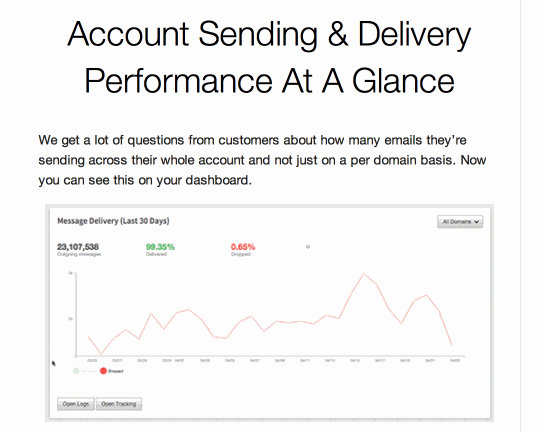 Account Sending & Delivery
Performance At A Glance
We get a lot of questions from customers about how many emails they're
sending across their whole account and not just on a per domain basis. Now
you can see this on your dashboard.
Message Delivery (Last 30 Days)
All Domains
23,107,538 99.35% 0.65%
Outgoing messages Delivered Dropped
Dropped
Open Logs Open Tracking